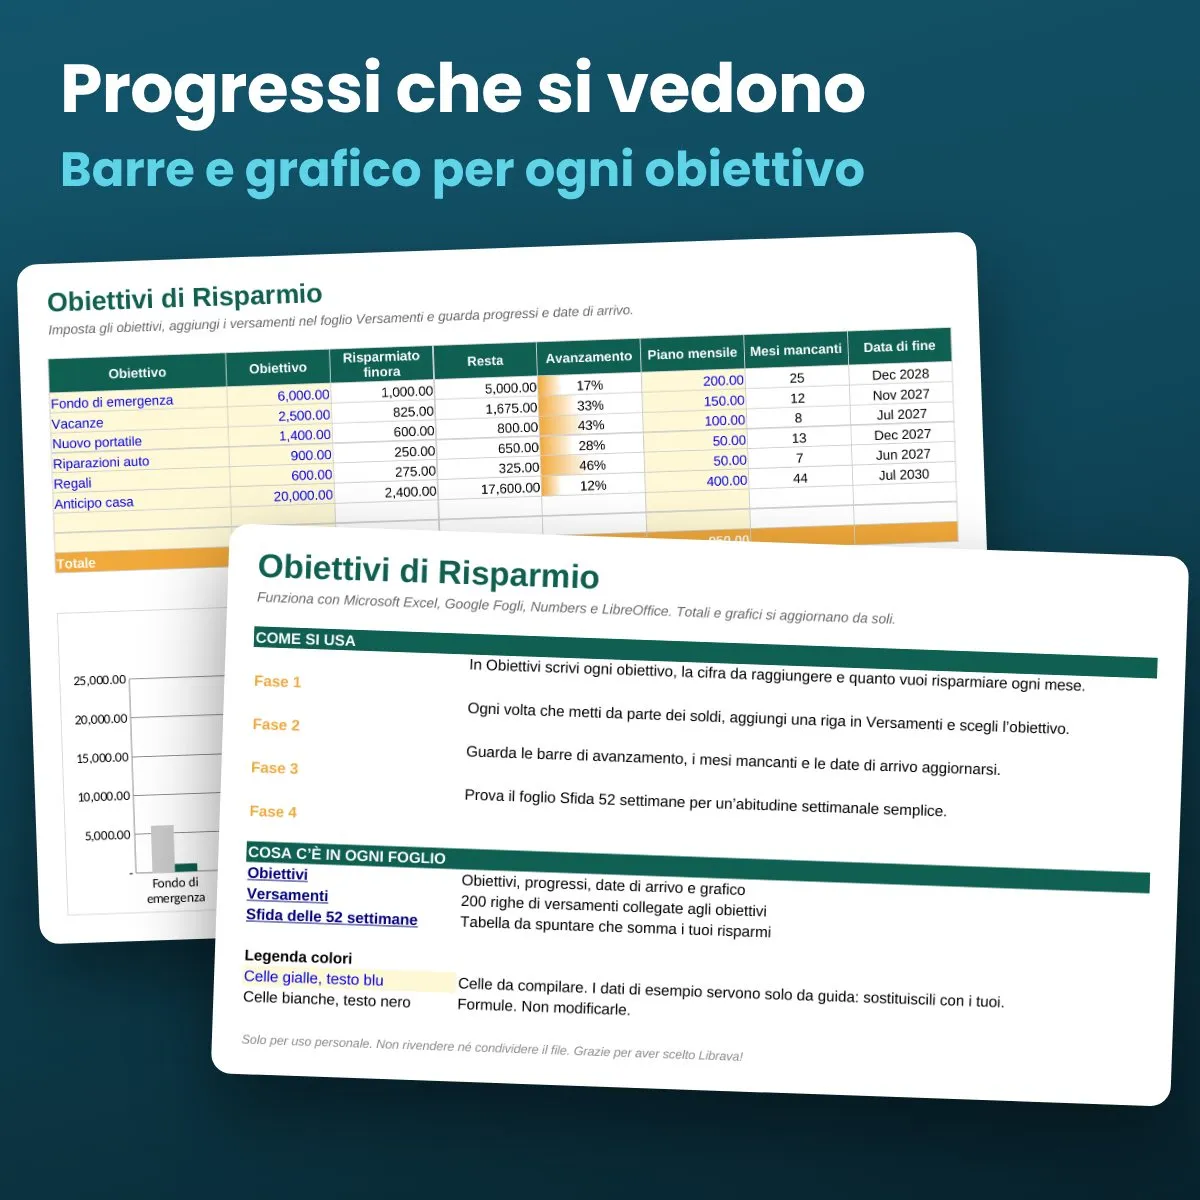 Progressi che si vedono
Barre e grafico per ogni obiettivo
Obiettivi di Risparmio
Imposta gli obiettivi, aggiungi i versamenti nel foglio Versamenti e guarda progressi e date di arrivo.
Obiettivo Obiettivo Risparmiato finora Resta Avanzamento Piano mensile Mesi mancanti Data di fine
Fondo di emergenza 6,000.00 1,000.00 5,000.00 17% 200.00 25 Dec 2028
Vacanze 2,500.00 825.00 1,675.00 33% 150.00 12 Nov 2027
Nuovo portatile 1,400.00 600.00 800.00 43% 100.00 8 Jul 2027
Riparazioni auto 900.00 250.00 650.00 28% 50.00 13 Dec 2027
Regali 600.00 275.00 325.00 46% 50.00 7 Jun 2027
Anticipo casa 20,000.00 2,400.00 17,600.00 12% 400.00 44 Jul 2030
Totale
25,000.00
20,000.00
15,000.00
10,000.00
5,000.00
-
Fondo di
emergenza
Obiettivi di Risparmio
Funziona con Microsoft Excel, Google Fogli, Numbers e LibreOffice. Totali e grafici si aggiornano da soli.
COME SI USA
Fase 1 In Obiettivi scrivi ogni obiettivo, la cifra da raggiungere e quanto vuoi risparmiare ogni mese.
Fase 2 Ogni volta che metti da parte dei soldi, aggiungi una riga in Versamenti e scegli l’obiettivo.
Fase 3 Guarda le barre di avanzamento, i mesi mancanti e le date di arrivo aggiornarsi.
Fase 4 Prova il foglio Sfida 52 settimane per un’abitudine settimanale semplice.
COSA C’È IN OGNI FOGLIO
Obiettivi Obiettivi, progressi, date di arrivo e grafico
Versamenti 200 righe di versamenti collegate agli obiettivi
Sfida delle 52 settimane Tabella da spuntare che somma i tuoi risparmi
Legenda colori
Celle gialle, testo blu Celle da compilare. I dati di esempio servono solo da guida: sostituiscili con i tuoi.
Celle bianche, testo nero Formule. Non modificarle.
Solo per uso personale. Non rivendere né condividere il file. Grazie per aver scelto Librava!